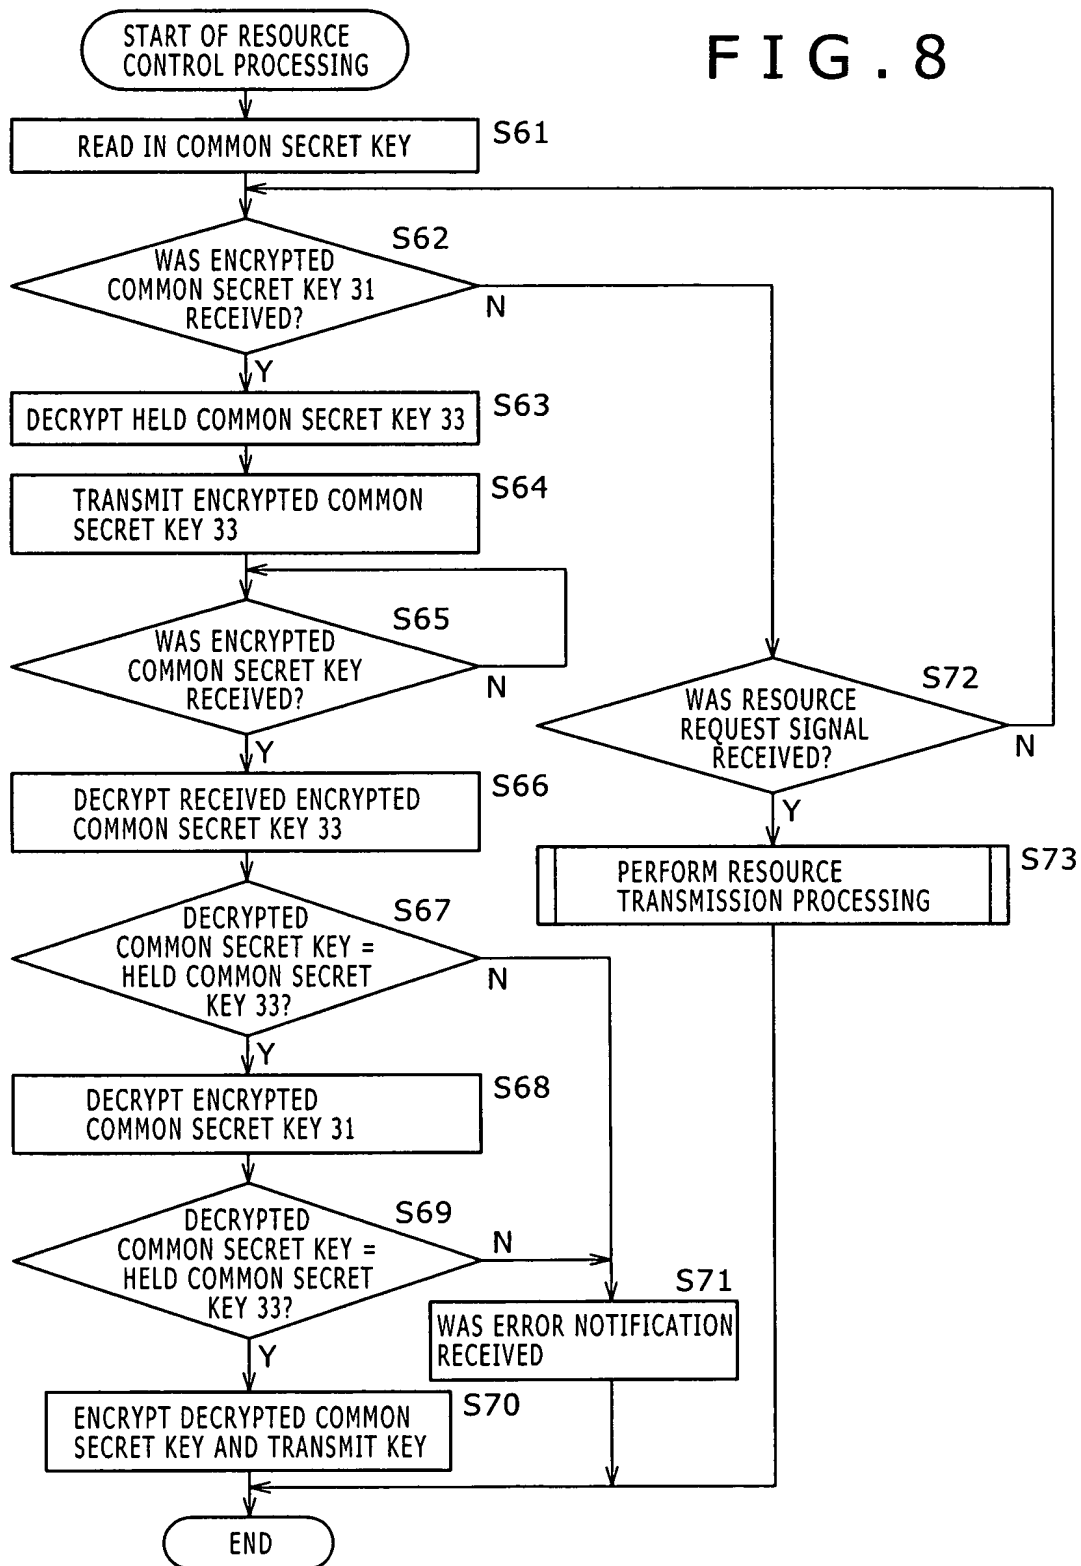 START OF RESOURCE
CONTROL PROCESSING
FIG.8
READ IN COMMON SECRET KEY
S61
WAS ENCRYPTED
COMMON SECRET KEY 31
RECEIVED?
S62
N
Y
DECRYPT HELD COMMON SECRET KEY 33
S63
TRANSMIT ENCRYPTED COMMON
SECRET KEY 33
S64
WAS ENCRYPTED
COMMON SECRET KEY
RECEIVED?
S65
N
Y
WAS RESOURCE
REQUEST SIGNAL
RECEIVED?
S72
N
Y
DECRYPT RECEIVED ENCRYPTED
COMMON SECRET KEY 33
S66
PERFORM RESOURCE
TRANSMISSION PROCESSING
S73
DECRYPTED
COMMON SECRET KEY =
HELD COMMON SECRET
KEY 33?
S67
N
Y
DECRYPT ENCRYPTED
COMMON SECRET KEY 31
S68
DECRYPTED
COMMON SECRET KEY =
HELD COMMON SECRET
KEY 33?
S69
N
Y
S71
WAS ERROR NOTIFICATION
RECEIVED
ENCRYPT DECRYPTED COMMON
SECRET KEY AND TRANSMIT KEY
S70
END